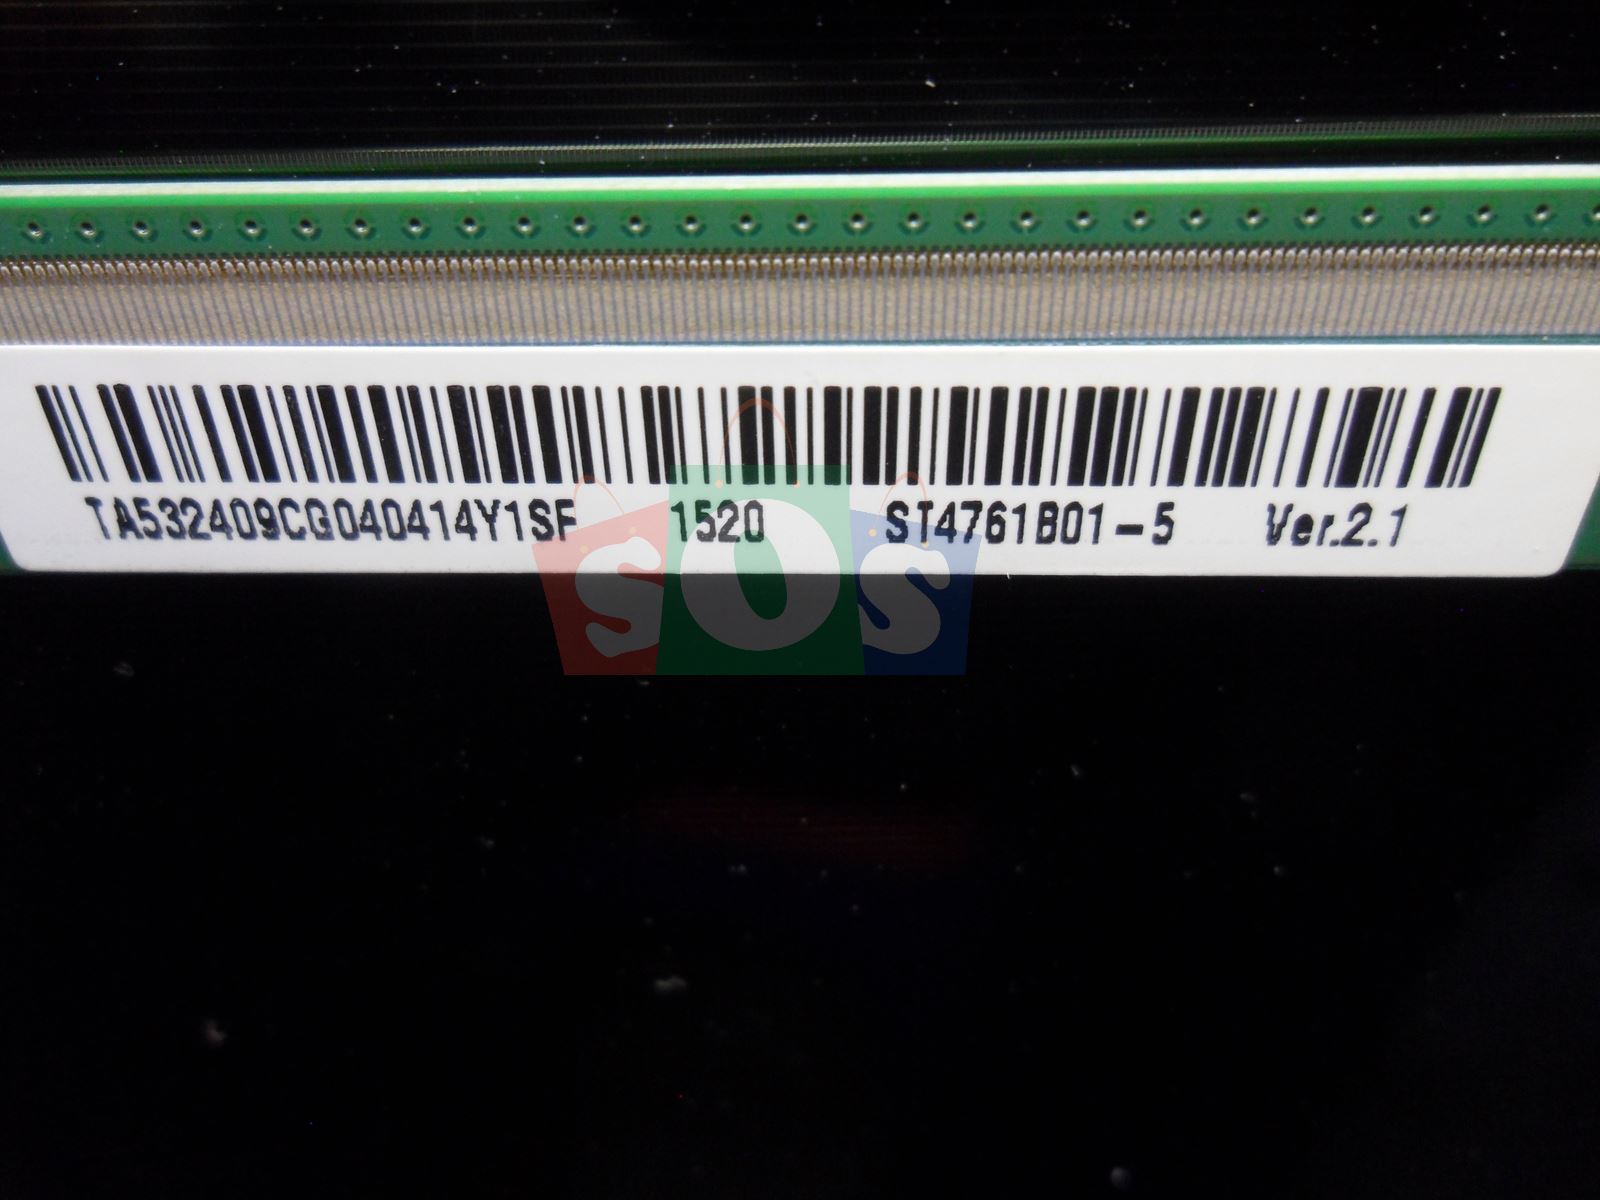 TA532409CG040414Y1SF 1520 ST4761B01-5 Ver.2.1
SOS